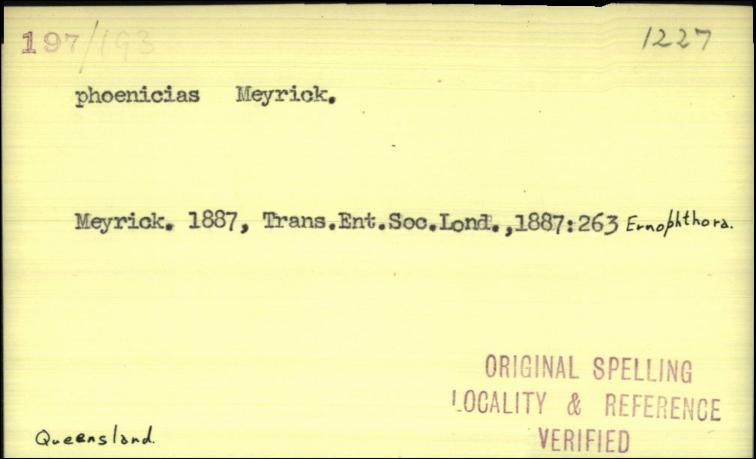 197/193 1227
phoenicias Meyrick.
Meyrick. 1887, Trans.Ent.Soc.Lond.,1887:263 Ernophthora.
ORIGINAL SPELLING
LOCALITY & REFERENCE
Queensland. VERIFIED